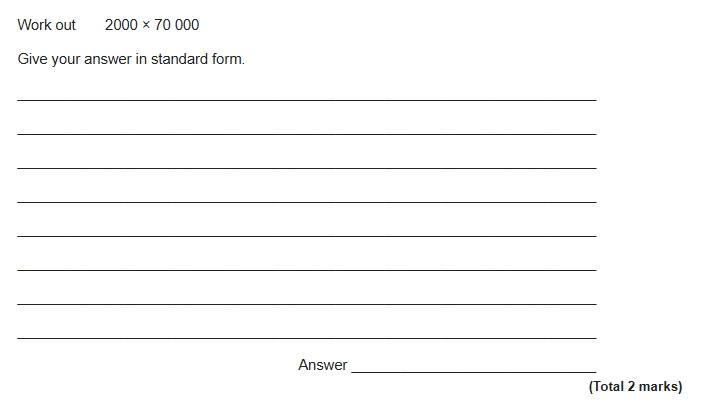 Work out 2000 × 70 000
Give your answer in standard form.
Answer
(Total 2 marks)